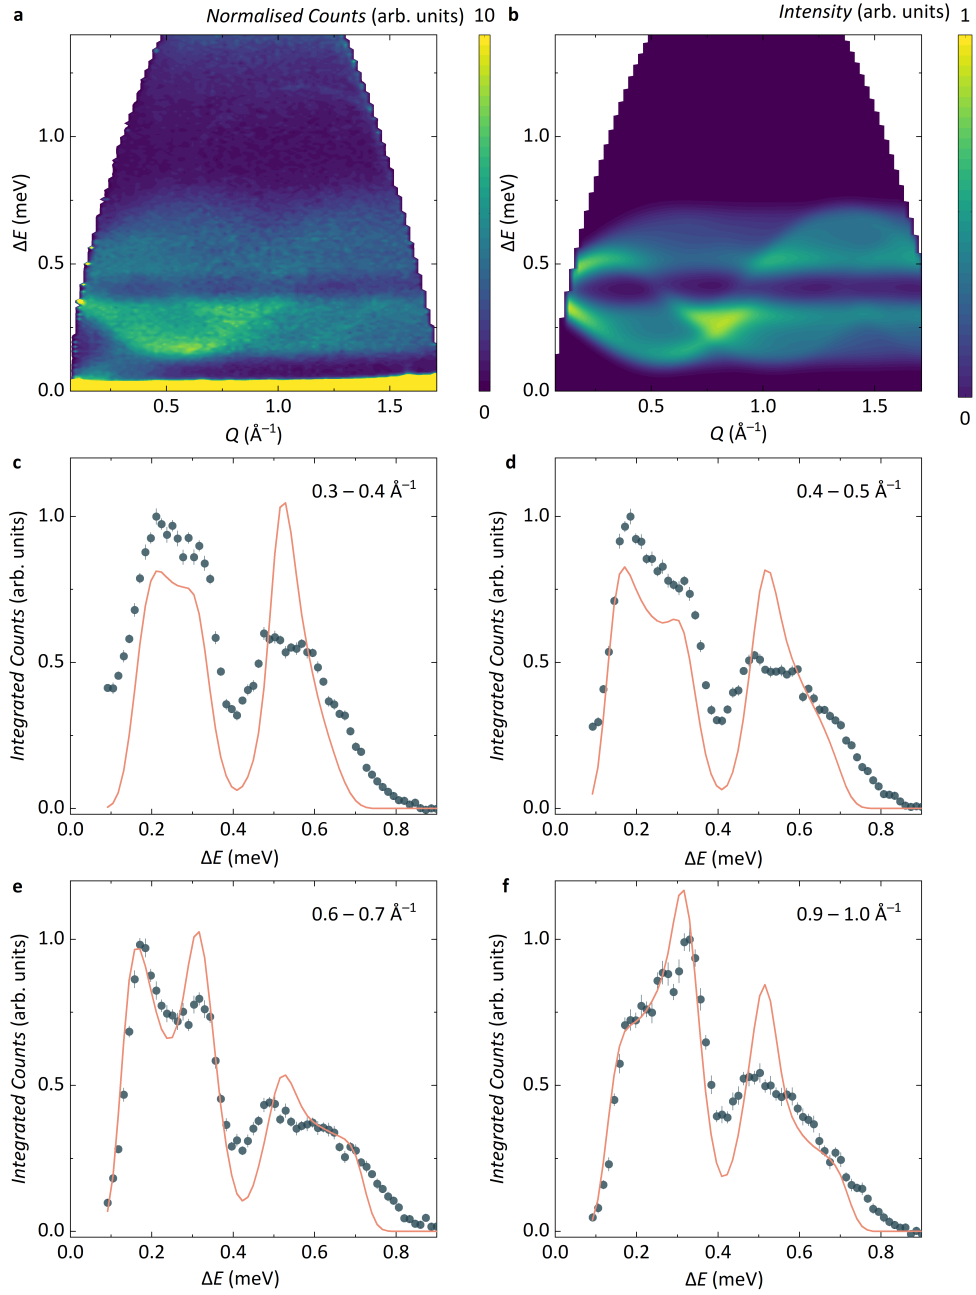 a
Normalised Counts (arb. units) 10
b
Intensity (arb. units) 1
ΔE (meV)
1.0
0.5
0.0
0.5
1.0
1.5
Q (Å⁻¹)
0
ΔE (meV)
1.0
0.5
0.0
0.5
1.0
1.5
Q (Å⁻¹)
0
c
0.3 – 0.4 Å⁻¹
Integrated Counts (arb. units)
1.0
0.5
0.0
0.0 0.2 0.4 0.6 0.8
ΔE (meV)
d
0.4 – 0.5 Å⁻¹
Integrated Counts (arb. units)
1.0
0.5
0.0
0.0 0.2 0.4 0.6 0.8
ΔE (meV)
e
0.6 – 0.7 Å⁻¹
Integrated Counts (arb. units)
1.0
0.5
0.0
0.0 0.2 0.4 0.6 0.8
ΔE (meV)
f
0.9 – 1.0 Å⁻¹
Integrated Counts (arb. units)
1.0
0.5
0.0
0.0 0.2 0.4 0.6 0.8
ΔE (meV)